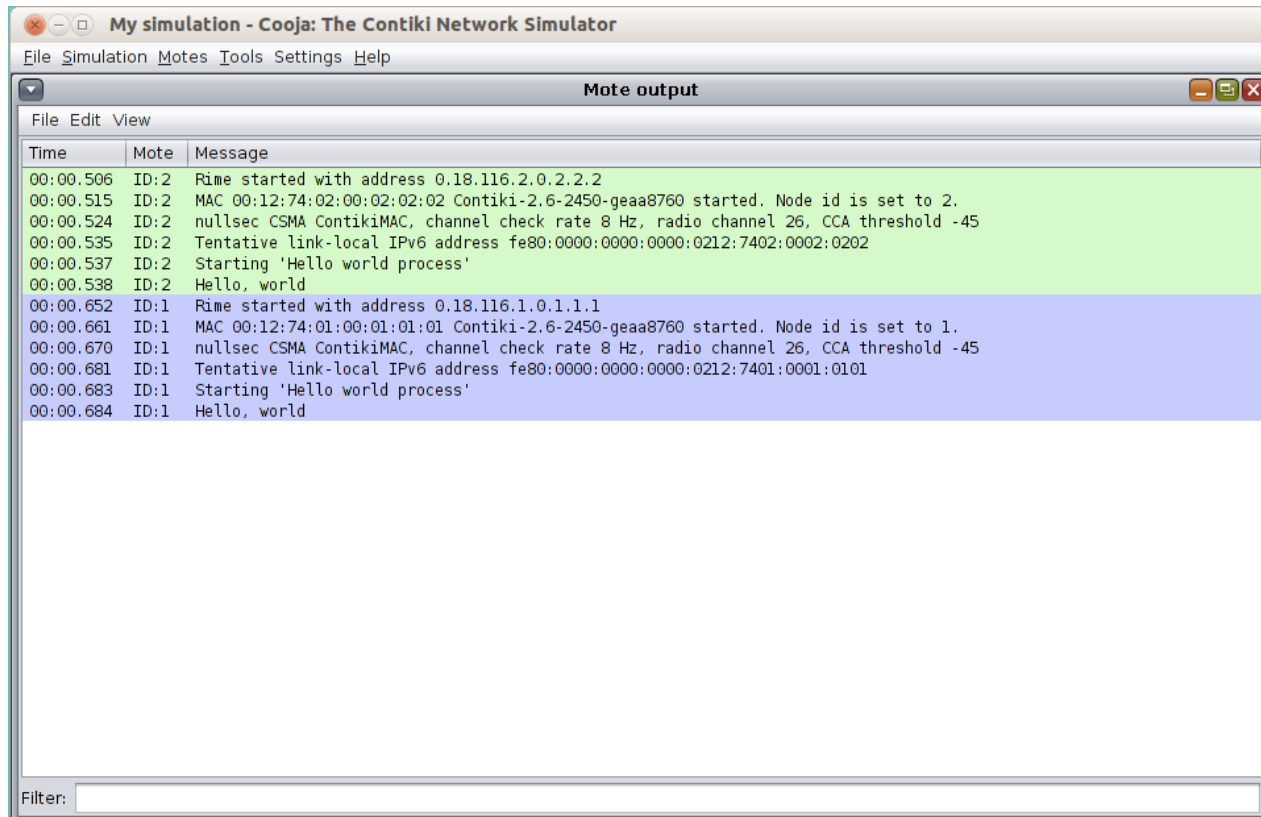 My simulation - Cooja: The Contiki Network Simulator
File Simulation Motes Tools Settings Help
Mote output
File Edit View
Time Mote Message
00:00.506 ID:2 Rime started with address 0.18.116.2.0.2.2.2
00:00.515 ID:2 MAC 00:12:74:02:00:02:02:02 Contiki-2.6-2450-geaa8760 started. Node id is set to 2.
00:00.524 ID:2 nullsec CSMA ContikiMAC, channel check rate 8 Hz, radio channel 26, CCA threshold -45
00:00.535 ID:2 Tentative link-local IPv6 address fe80:0000:0000:0000:0212:7402:0002:0202
00:00.537 ID:2 Starting 'Hello world process'
00:00.538 ID:2 Hello, world
00:00.652 ID:1 Rime started with address 0.18.116.1.0.1.1.1
00:00.661 ID:1 MAC 00:12:74:01:00:01:01:01 Contiki-2.6-2450-geaa8760 started. Node id is set to 1.
00:00.670 ID:1 nullsec CSMA ContikiMAC, channel check rate 8 Hz, radio channel 26, CCA threshold -45
00:00.681 ID:1 Tentative link-local IPv6 address fe80:0000:0000:0000:0212:7401:0001:0101
00:00.683 ID:1 Starting 'Hello world process'
00:00.684 ID:1 Hello, world
Filter: